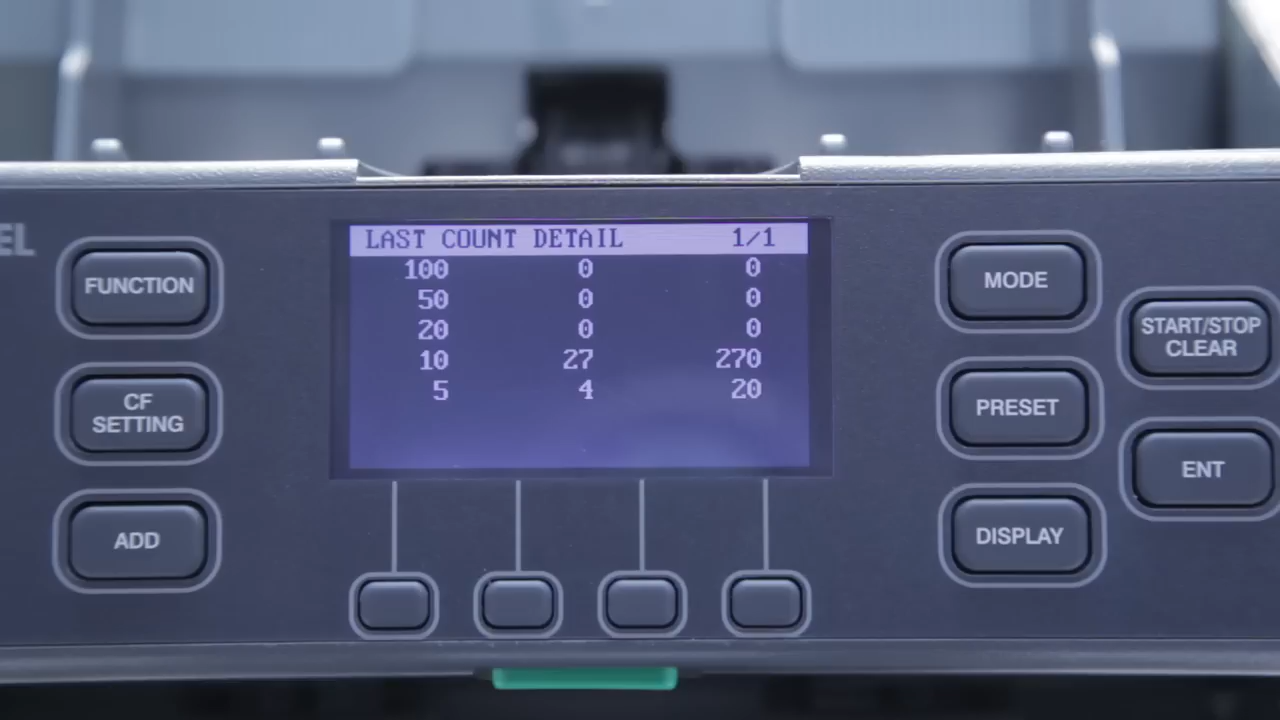 EL
FUNCTION
CF
SETTING
ADD
LAST COUNT DETAIL 1/1
100 0 0
50 0 0
20 0 0
10 27 270
5 4 20
MODE
PRESET
DISPLAY
START/STOP
CLEAR
ENT